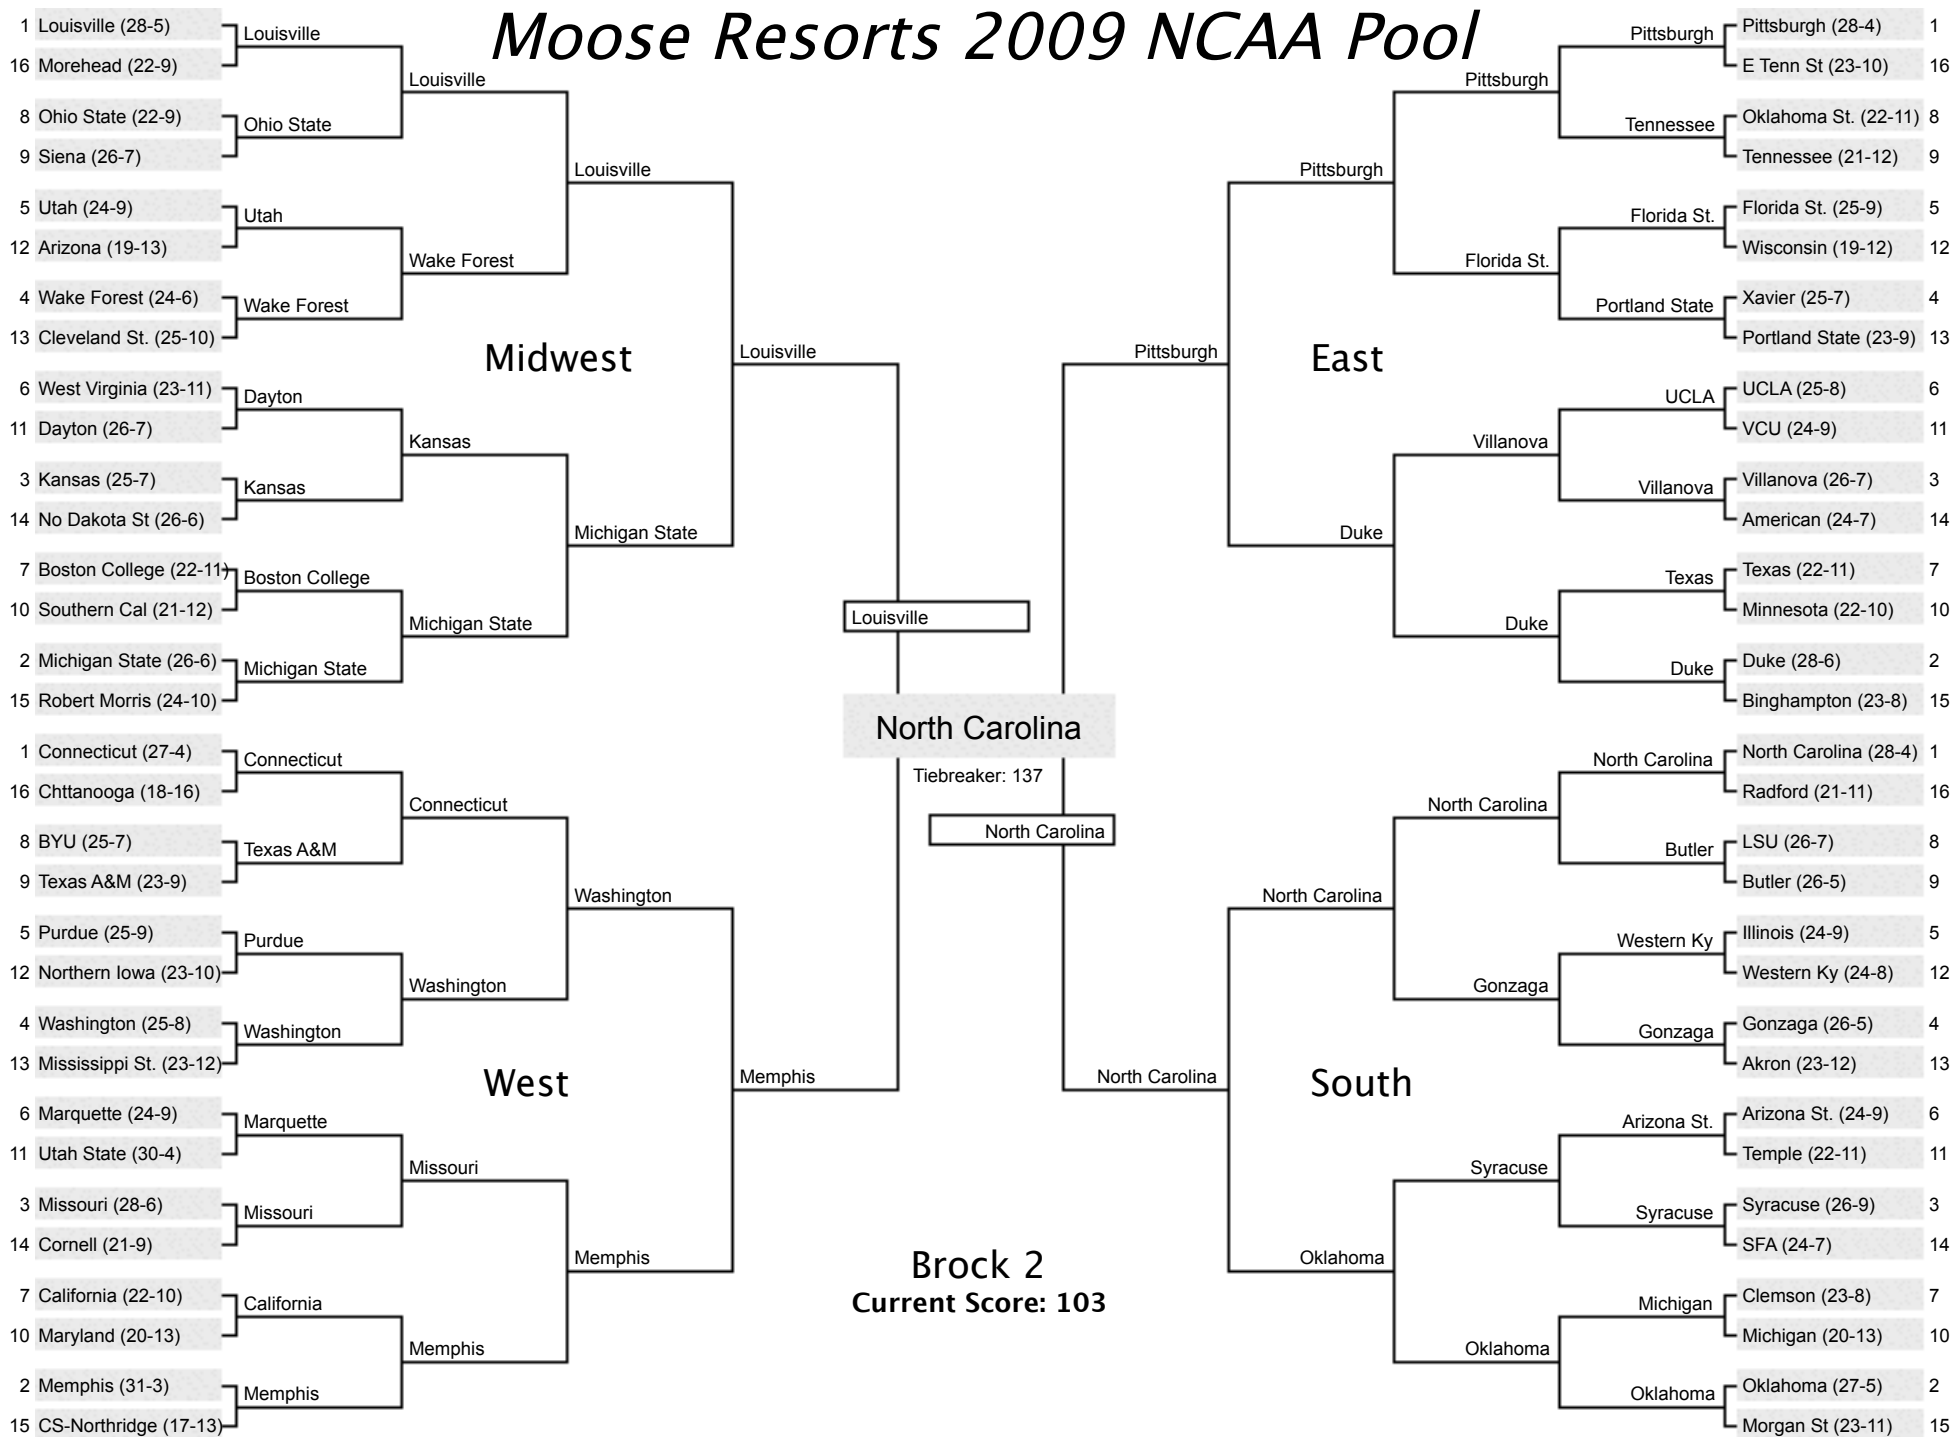 Moose Resorts 2009 NCAA Pool
1 Louisville (28-5)
16 Morehead (22-9)
8 Ohio State (22-9)
9 Siena (26-7)
5 Utah (24-9)
12 Arizona (19-13)
4 Wake Forest (24-6)
13 Cleveland St. (25-10)
6 West Virginia (23-11)
11 Dayton (26-7)
3 Kansas (25-7)
14 No Dakota St (26-6)
7 Boston College (22-11)
10 Southern Cal (21-12)
2 Michigan State (26-6)
15 Robert Morris (24-10)
Louisville
Ohio State
Utah
Wake Forest
Dayton
Kansas
Boston College
Michigan State
Louisville
Wake Forest
Kansas
Michigan State
Louisville
Michigan State
Louisville
Midwest
1 Connecticut (27-4)
16 Chttanooga (18-16)
8 BYU (25-7)
9 Texas A&M (23-9)
5 Purdue (25-9)
12 Northern Iowa (23-10)
4 Washington (25-8)
13 Mississippi St. (23-12)
6 Marquette (24-9)
11 Utah State (30-4)
3 Missouri (28-6)
14 Cornell (21-9)
7 California (22-10)
10 Maryland (20-13)
2 Memphis (31-3)
15 CS-Northridge (17-13)
Connecticut
Texas A&M
Purdue
Washington
Marquette
Missouri
California
Memphis
Connecticut
Washington
Missouri
Memphis
Washington
Memphis
Memphis
West
Louisville
North Carolina
Tiebreaker: 137
North Carolina
Brock 2
Current Score: 103
Pittsburgh (28-4) 1
E Tenn St (23-10) 16
Oklahoma St. (22-11) 8
Tennessee (21-12) 9
Florida St. (25-9) 5
Wisconsin (19-12) 12
Xavier (25-7) 4
Portland State (23-9) 13
UCLA (25-8) 6
VCU (24-9) 11
Villanova (26-7) 3
American (24-7) 14
Texas (22-11) 7
Minnesota (22-10) 10
Duke (28-6) 2
Binghampton (23-8) 15
Pittsburgh
Tennessee
Florida St.
Portland State
UCLA
Villanova
Texas
Duke
Pittsburgh
Florida St.
Villanova
Duke
Pittsburgh
Duke
Pittsburgh
East
North Carolina (28-4) 1
Radford (21-11) 16
LSU (26-7) 8
Butler (26-5) 9
Illinois (24-9) 5
Western Ky (24-8) 12
Gonzaga (26-5) 4
Akron (23-12) 13
Arizona St. (24-9) 6
Temple (22-11) 11
Syracuse (26-9) 3
SFA (24-7) 14
Clemson (23-8) 7
Michigan (20-13) 10
Oklahoma (27-5) 2
Morgan St (23-11) 15
North Carolina
Butler
Western Ky
Gonzaga
Arizona St.
Syracuse
Michigan
Oklahoma
North Carolina
Gonzaga
Syracuse
Oklahoma
North Carolina
Oklahoma
North Carolina
South